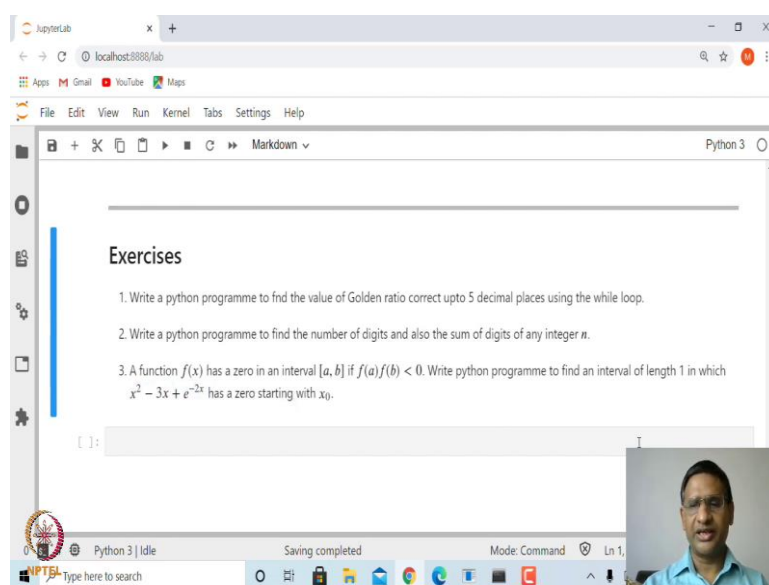 JupyterLab
localhost:8888/lab
M
Apps Gmail YouTube Maps
File Edit View Run Kernel Tabs Settings Help
Markdown Python 3
Exercises
1. Write a python programme to fnd the value of Golden ratio correct upto 5 decimal places using the while loop.
2. Write a python programme to find the number of digits and also the sum of digits of any integer n.
3. A function f(x) has a zero in an interval [a, b] if f(a)f(b) < 0. Write python programme to find an interval of length 1 in which
x² − 3x + e⁻²ˣ has a zero starting with x₀.
[ ]:
0 Python 3 | Idle Saving completed Mode: Command Ln 1,
NPTEL Type here to search